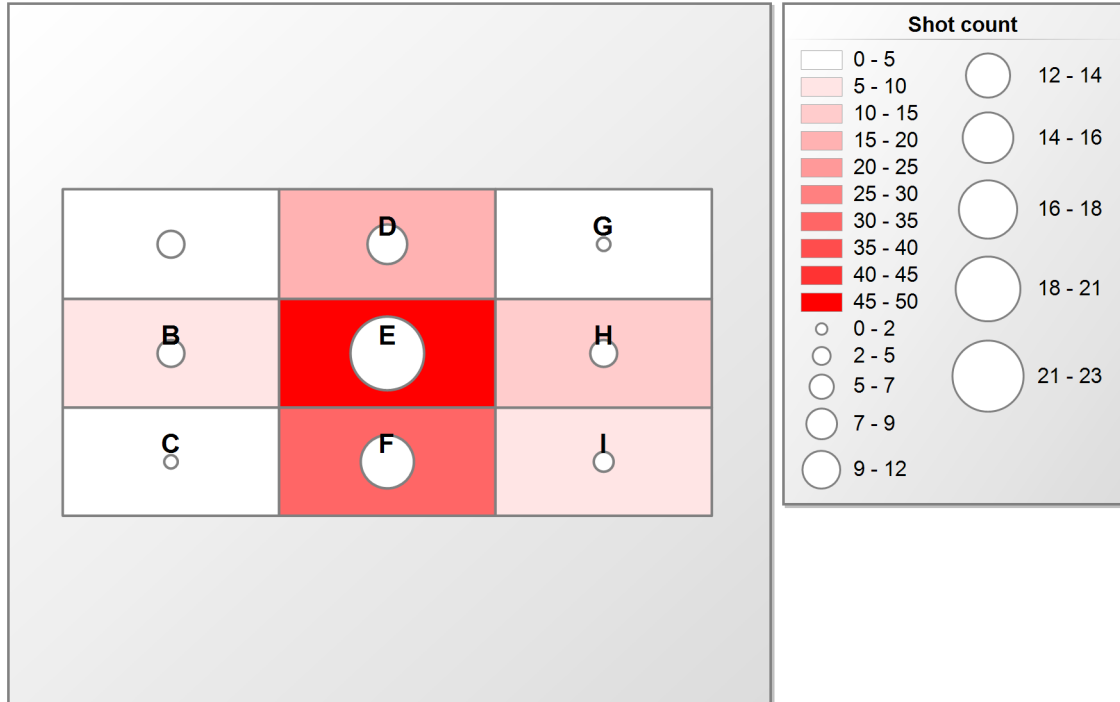 Shot count
0 - 5
5 - 10
10 - 15
15 - 20
20 - 25
25 - 30
30 - 35
35 - 40
40 - 45
45 - 50
0 - 2
2 - 5
5 - 7
7 - 9
9 - 12
12 - 14
14 - 16
16 - 18
18 - 21
21 - 23
D G
B E H
C F I